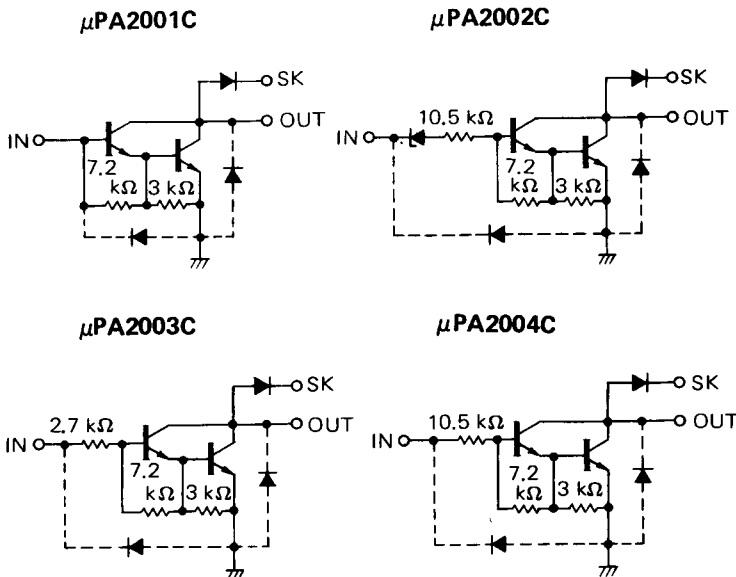 μPA2001C
SK
OUT
IN
7.2
kΩ
3 kΩ
μPA2002C
SK
OUT
10.5 kΩ
IN
7.2
kΩ
3 kΩ
μPA2003C
SK
OUT
2.7 kΩ
IN
7.2
kΩ
3 kΩ
μPA2004C
SK
OUT
10.5 kΩ
IN
7.2
kΩ
3 kΩ